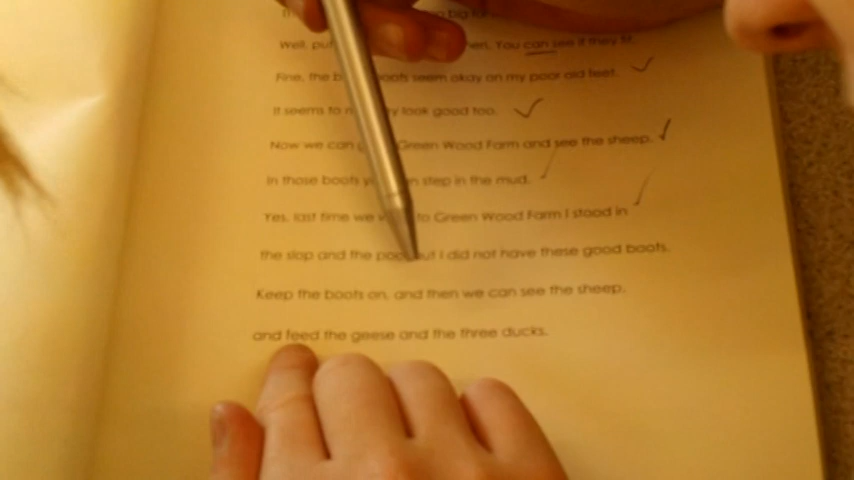 It big
Well, pu en. You can see if they fit.
Fine, the b oots seem okay on my poor old feet.
It seems to m y look good too.
Now we can g Green Wood Farm and see the sheep.
In those boots y n step in the mud.
Yes, last time we w to Green Wood Farm I stood in
the slop and the poo ut I did not have these good boots.
Keep the boots on, and then we can see the sheep,
and feed the geese and the three ducks.